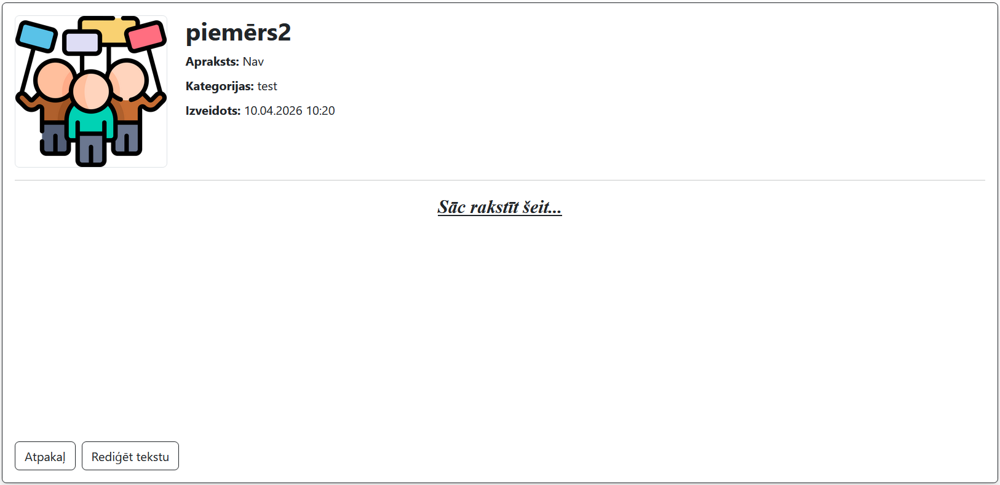 piemērs2
Apraksts: Nav
Kategorijas: test
Izveidots: 10.04.2026 10:20
Sāc rakstīt šeit...
Atpakaļ
Rediģēt tekstu